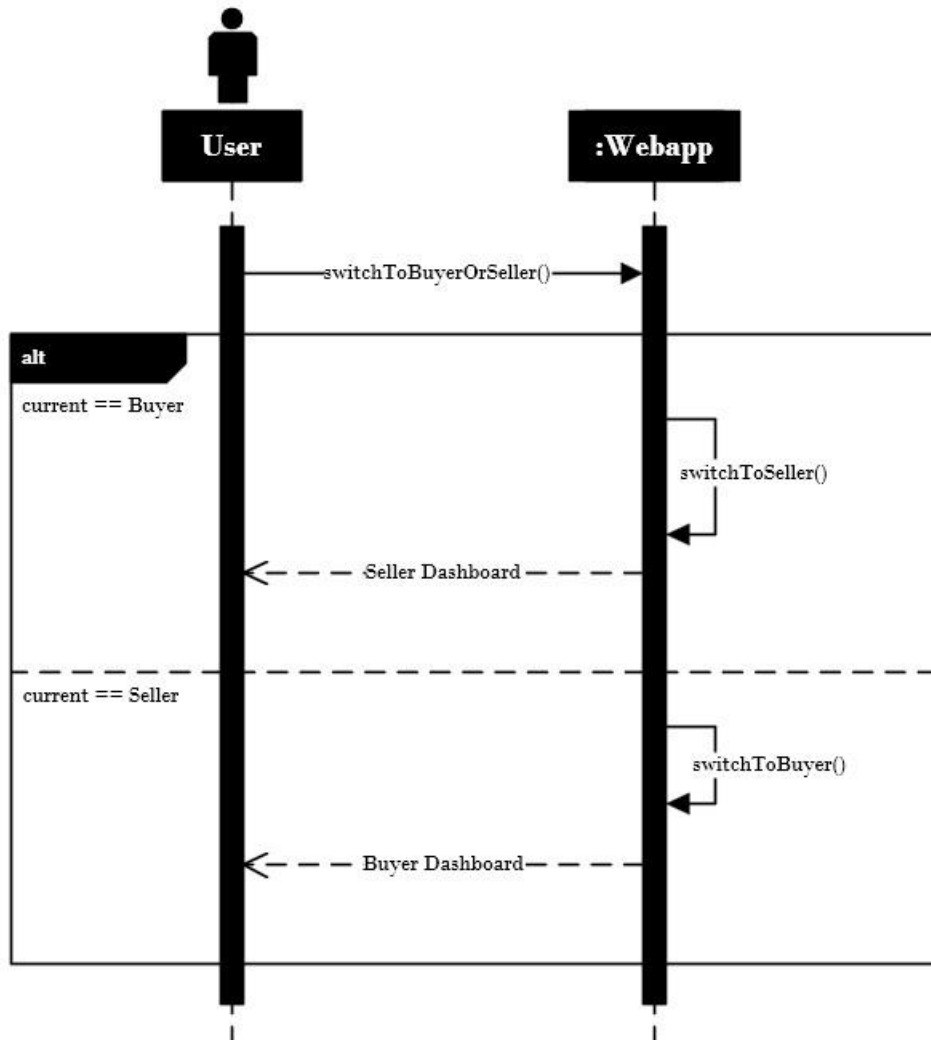 User
:Webapp
switchToBuyerOrSeller()
alt
current == Buyer
switchToSeller()
Seller Dashboard
current == Seller
switchToBuyer()
Buyer Dashboard